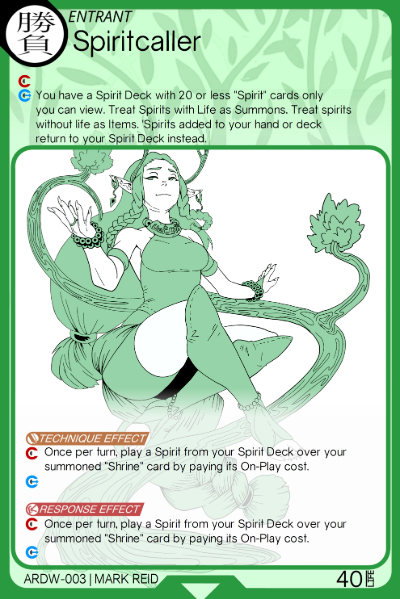 勝負
ENTRANT
Spiritcaller
You have a Spirit Deck with 20 or less "Spirit" cards only
you can view. Treat Spirits with Life as Summons. Treat spirits
without life as Items. 'Spirits added to your hand or deck
return to your Spirit Deck instead.
TECHNIQUE EFFECT
Once per turn, play a Spirit from your Spirit Deck over your
summoned "Shrine" card by paying its On-Play cost.
RESPONSE EFFECT
Once per turn, play a Spirit from your Spirit Deck over your
summoned "Shrine" card by paying its On-Play cost.
ARDW-003 | MARK REID
40 LIFE